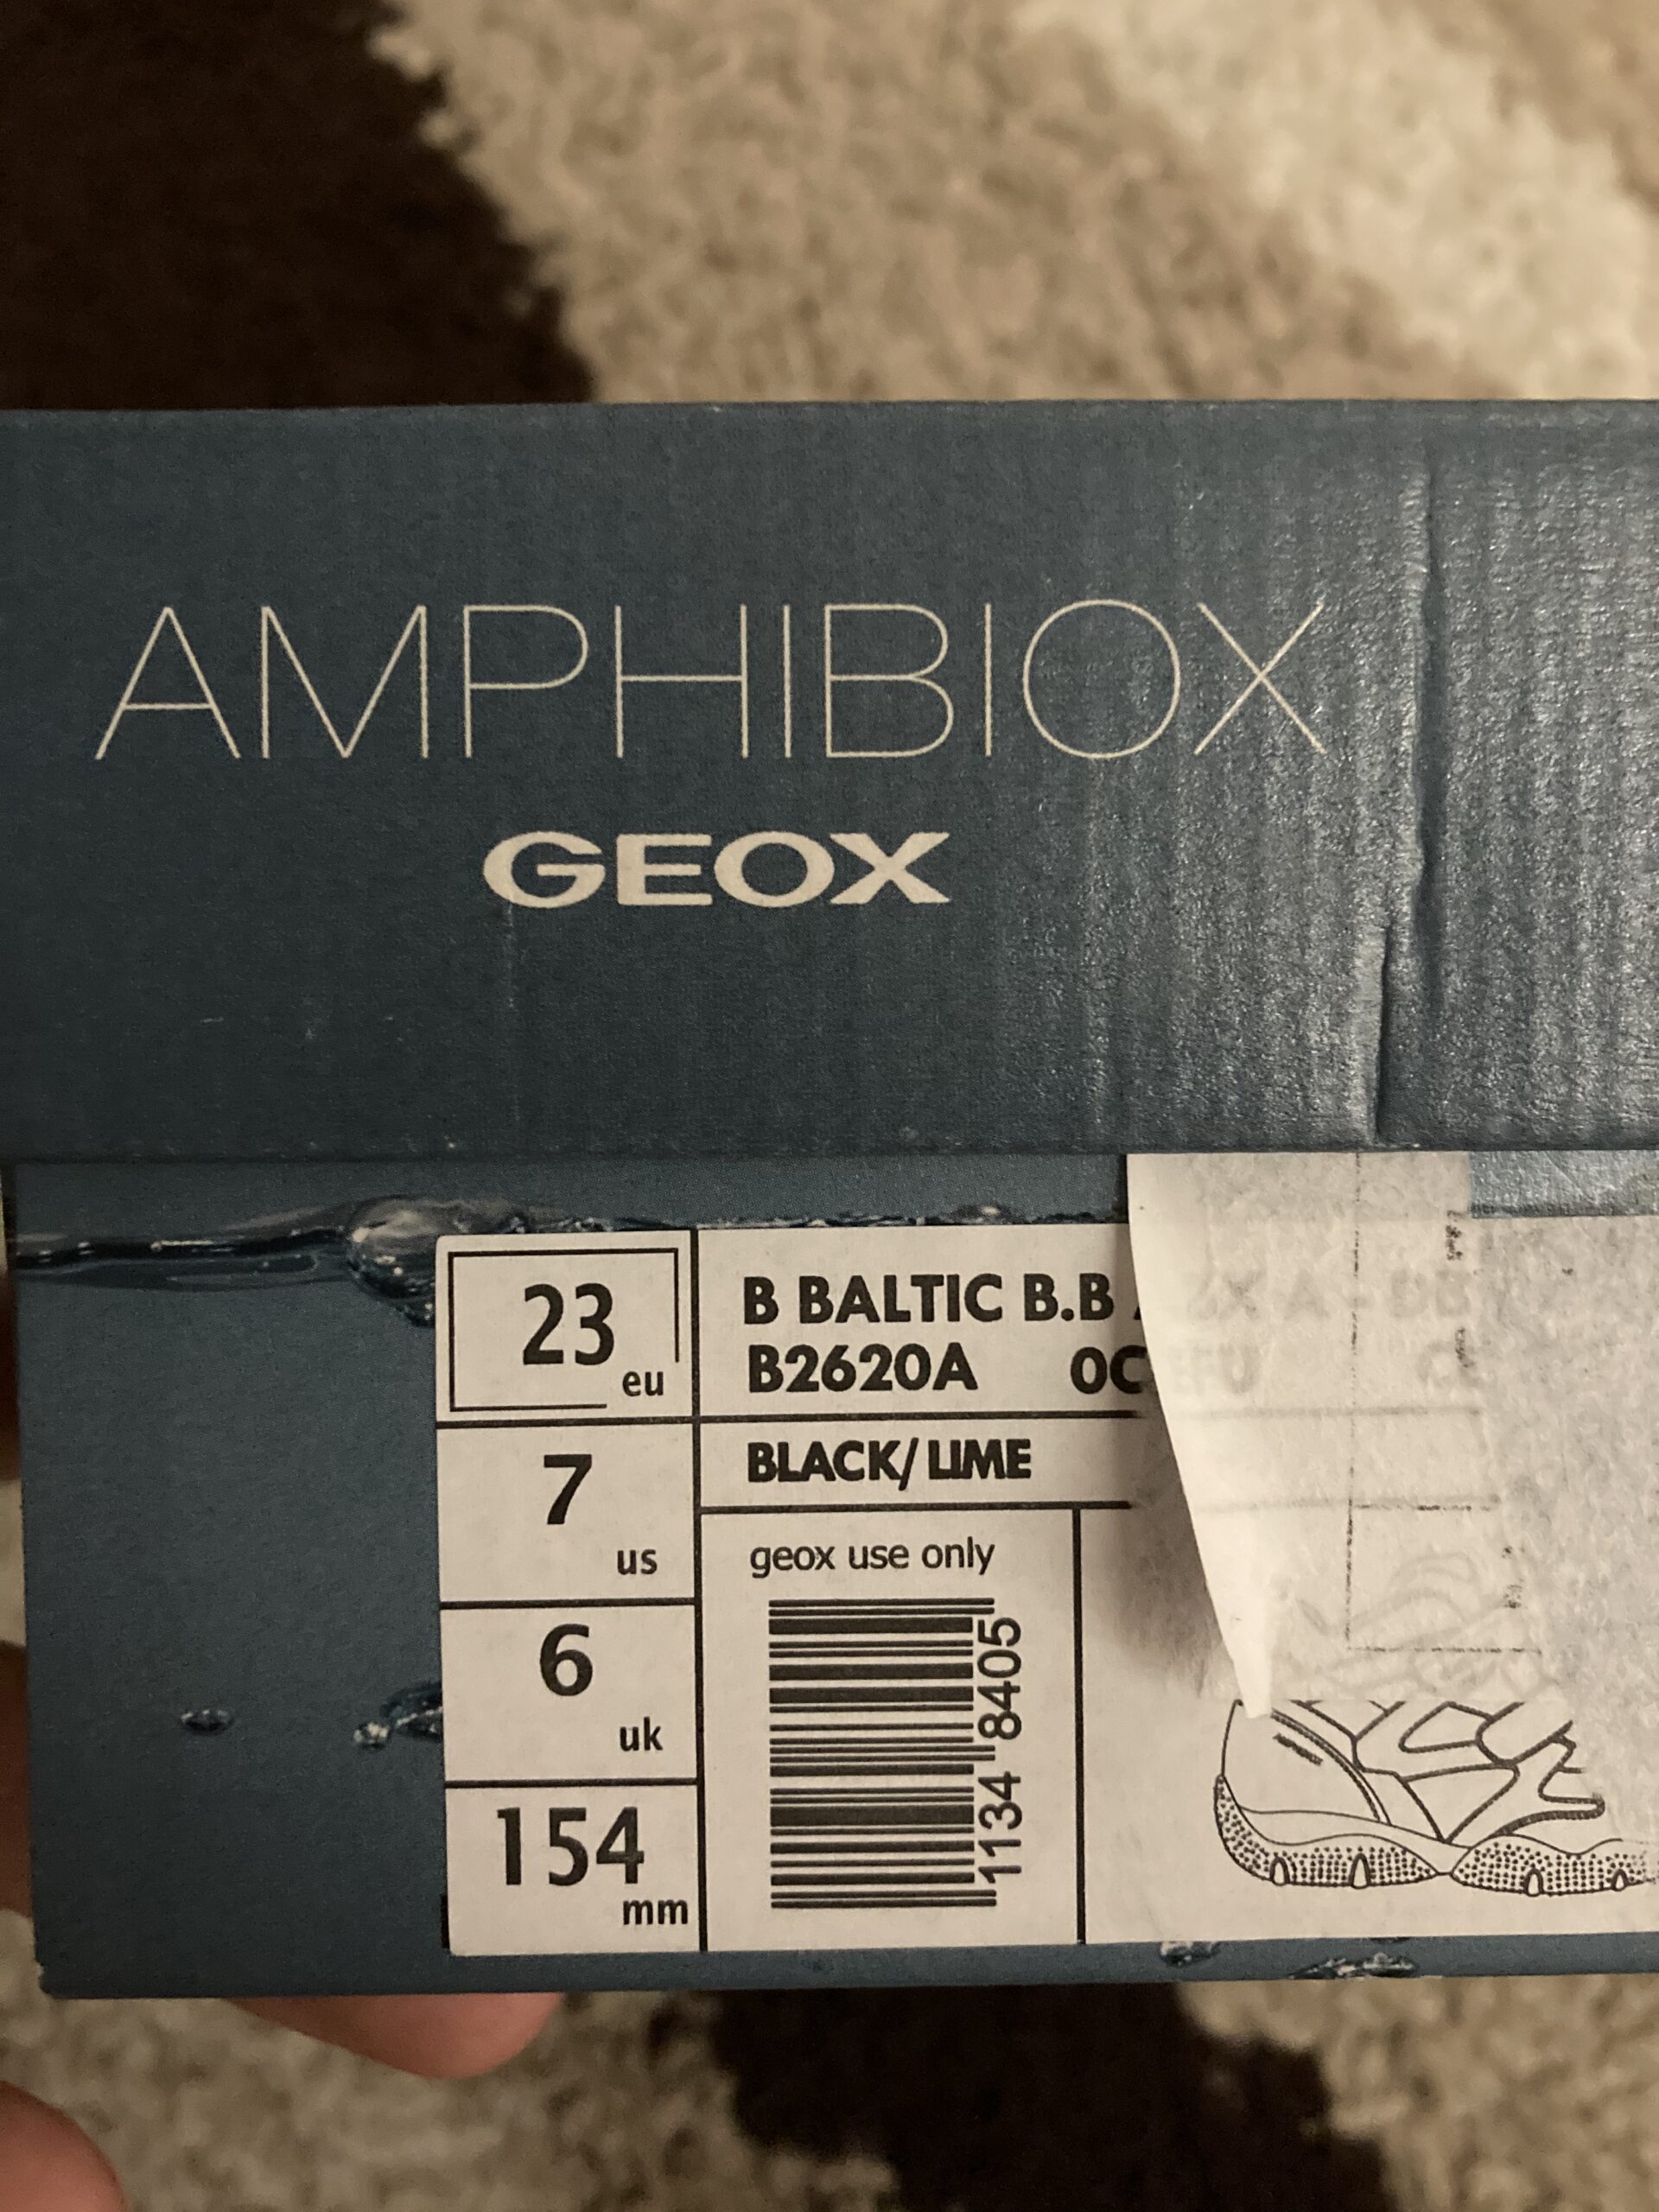 AMPHIBIOX
GEOX
23 eu
7 us
6 uk
154 mm
B BALTIC B.B
B2620A 0C
BLACK/LIME
geox use only
1134 8405